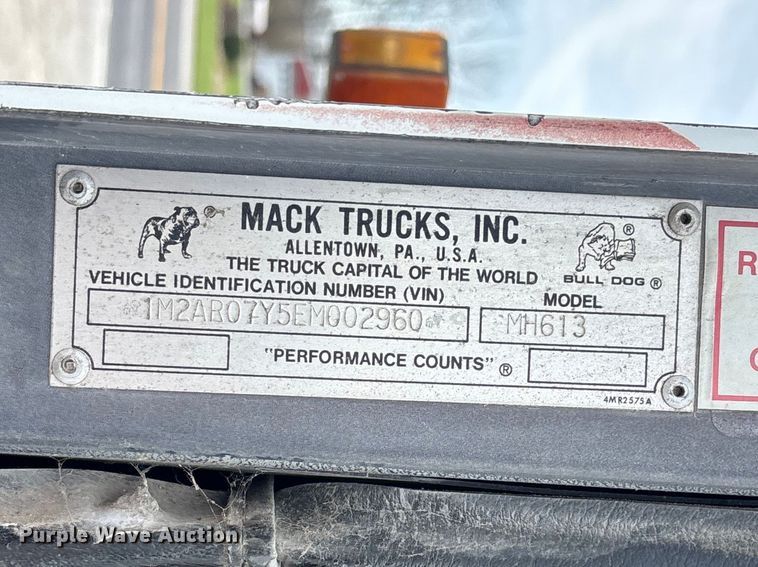 MACK TRUCKS, INC.
ALLENTOWN, PA., U.S.A.
THE TRUCK CAPITAL OF THE WORLD
BULL DOG ®
VEHICLE IDENTIFICATION NUMBER (VIN)
MODEL
*1M2AR07Y5EM002960*
MH613
"PERFORMANCE COUNTS" ®
4MR2575A
R
C
Purple Wave Auction